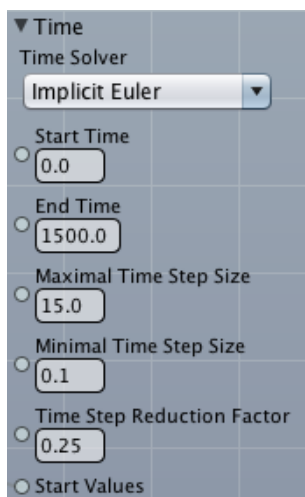 Time
Time Solver
Implicit Euler
Start Time
0.0
End Time
1500.0
Maximal Time Step Size
15.0
Minimal Time Step Size
0.1
Time Step Reduction Factor
0.25
Start Values